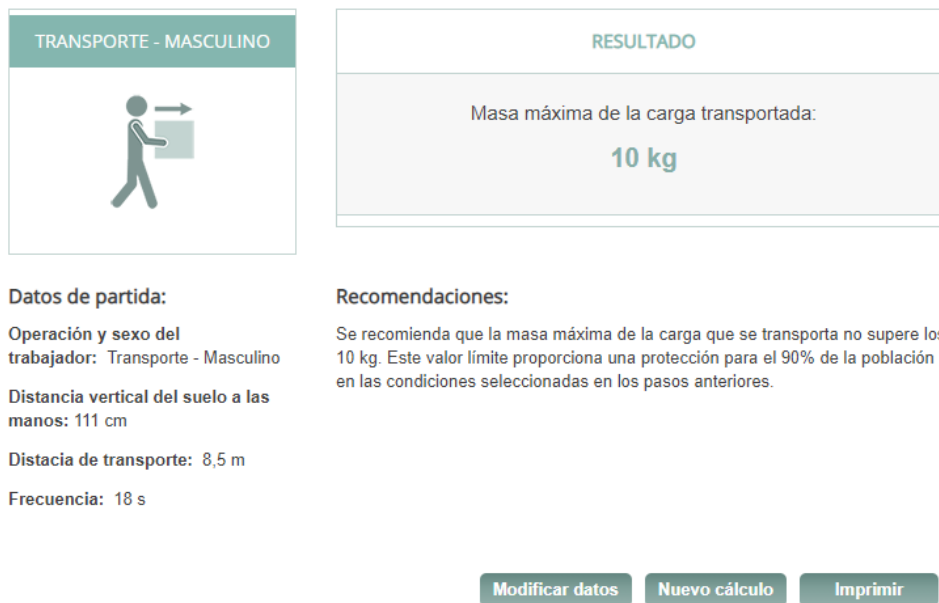 TRANSPORTE - MASCULINO
RESULTADO
Masa máxima de la carga transportada:
10 kg
Datos de partida:
Operación y sexo del
trabajador: Transporte - Masculino
Distancia vertical del suelo a las
manos: 111 cm
Distacia de transporte: 8,5 m
Frecuencia: 18 s
Recomendaciones:
Se recomienda que la masa máxima de la carga que se transporta no supere los
10 kg. Este valor límite proporciona una protección para el 90% de la población
en las condiciones seleccionadas en los pasos anteriores.
Modificar datos
Nuevo cálculo
Imprimir